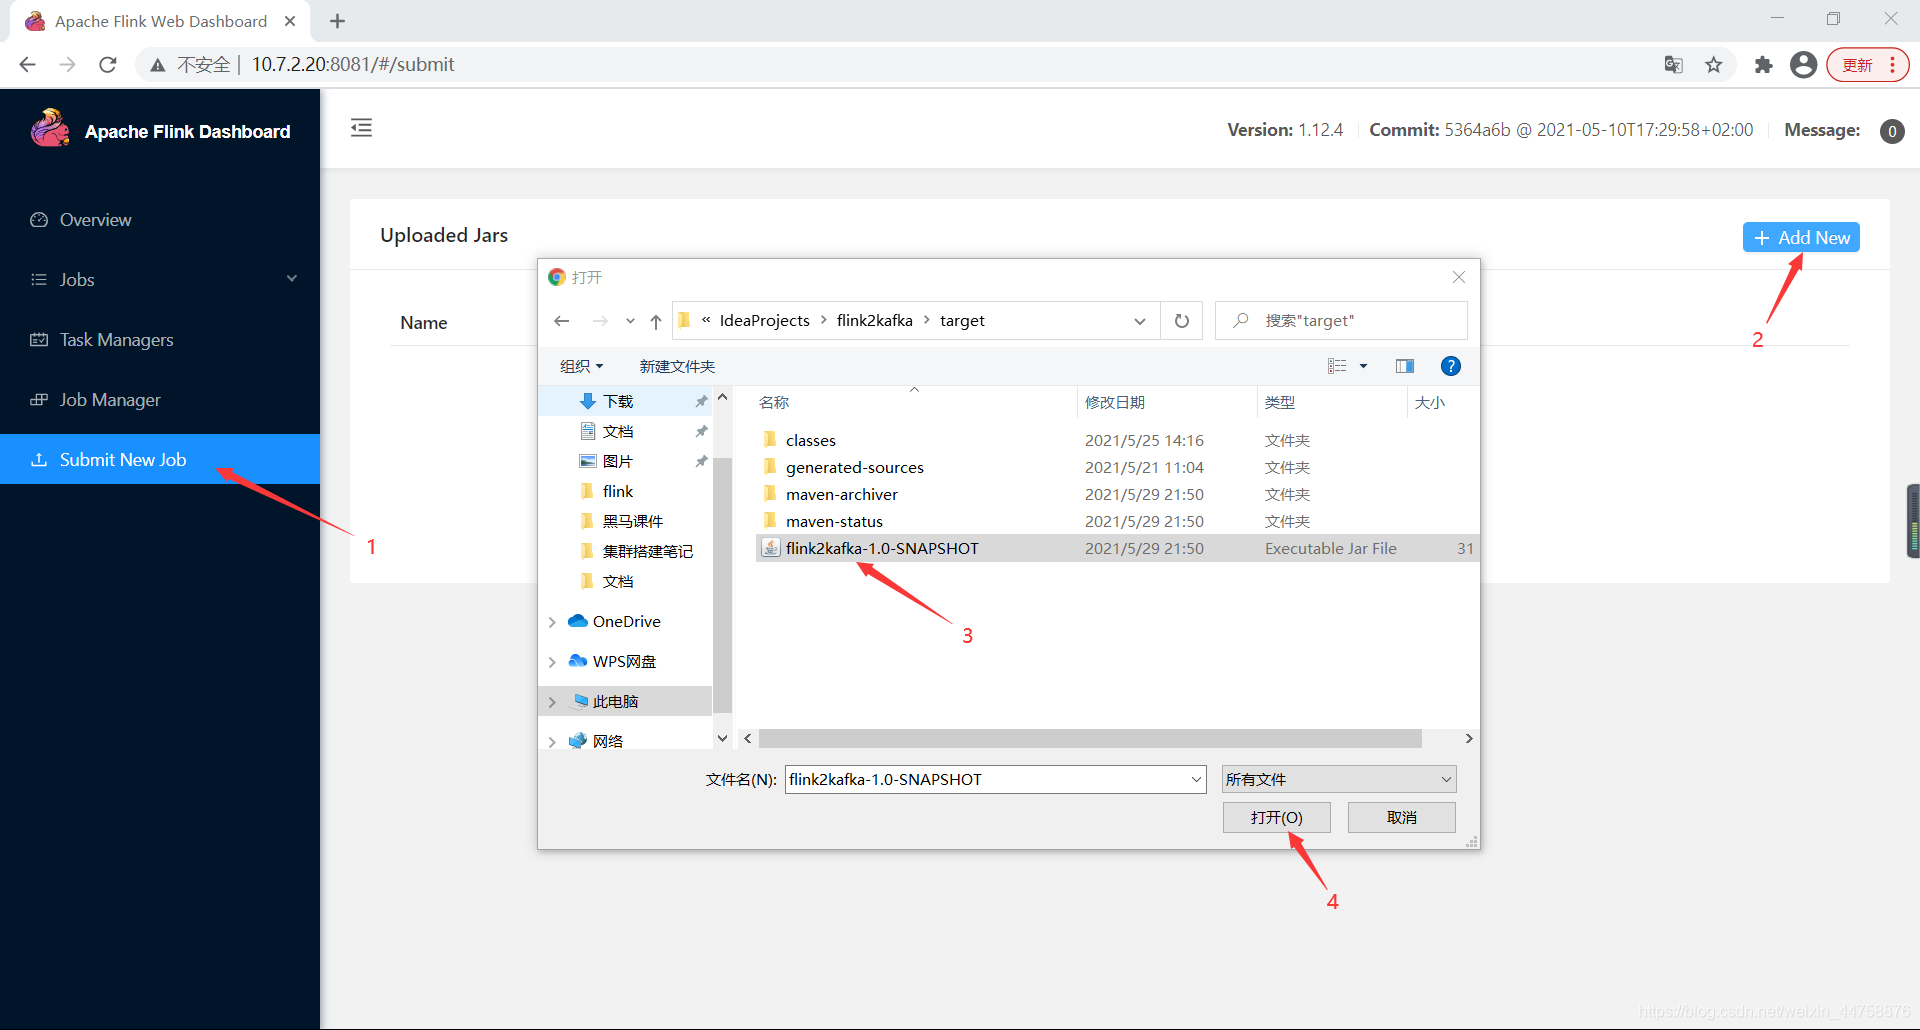 Apache Flink Web Dashboard
不安全 | 10.7.2.20:8081/#/submit
更新
Apache Flink Dashboard
Version: 1.12.4
Commit: 5364a6b @ 2021-05-10T17:29:58+02:00
Message: 0
Overview
Jobs
Task Managers
Job Manager
Submit New Job
1
Uploaded Jars
+ Add New
2
Name
打开
« IdeaProjects > flink2kafka > target
搜索"target"
组织
新建文件夹
?
下载
文档
图片
flink
黑马课件
集群搭建笔记
文档
OneDrive
WPS网盘
此电脑
网络
名称 修改日期 类型 大小
classes 2021/5/25 14:16 文件夹
generated-sources 2021/5/21 11:04 文件夹
maven-archiver 2021/5/29 21:50 文件夹
maven-status 2021/5/29 21:50 文件夹
flink2kafka-1.0-SNAPSHOT 2021/5/29 21:50 Executable Jar File 31
3
文件名(N): flink2kafka-1.0-SNAPSHOT
所有文件
打开(O)
取消
4
https://blog.csdn.net/weixin_44758876